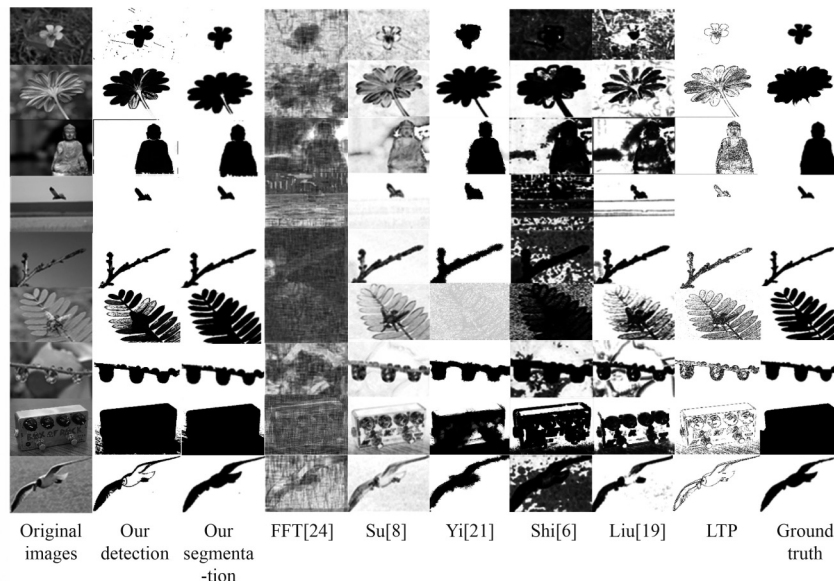 Original
images
Our
detection
Our
segmenta
-tion
FFT[24]
Su[8]
Yi[21]
Shi[6]
Liu[19]
LTP
Ground
truth